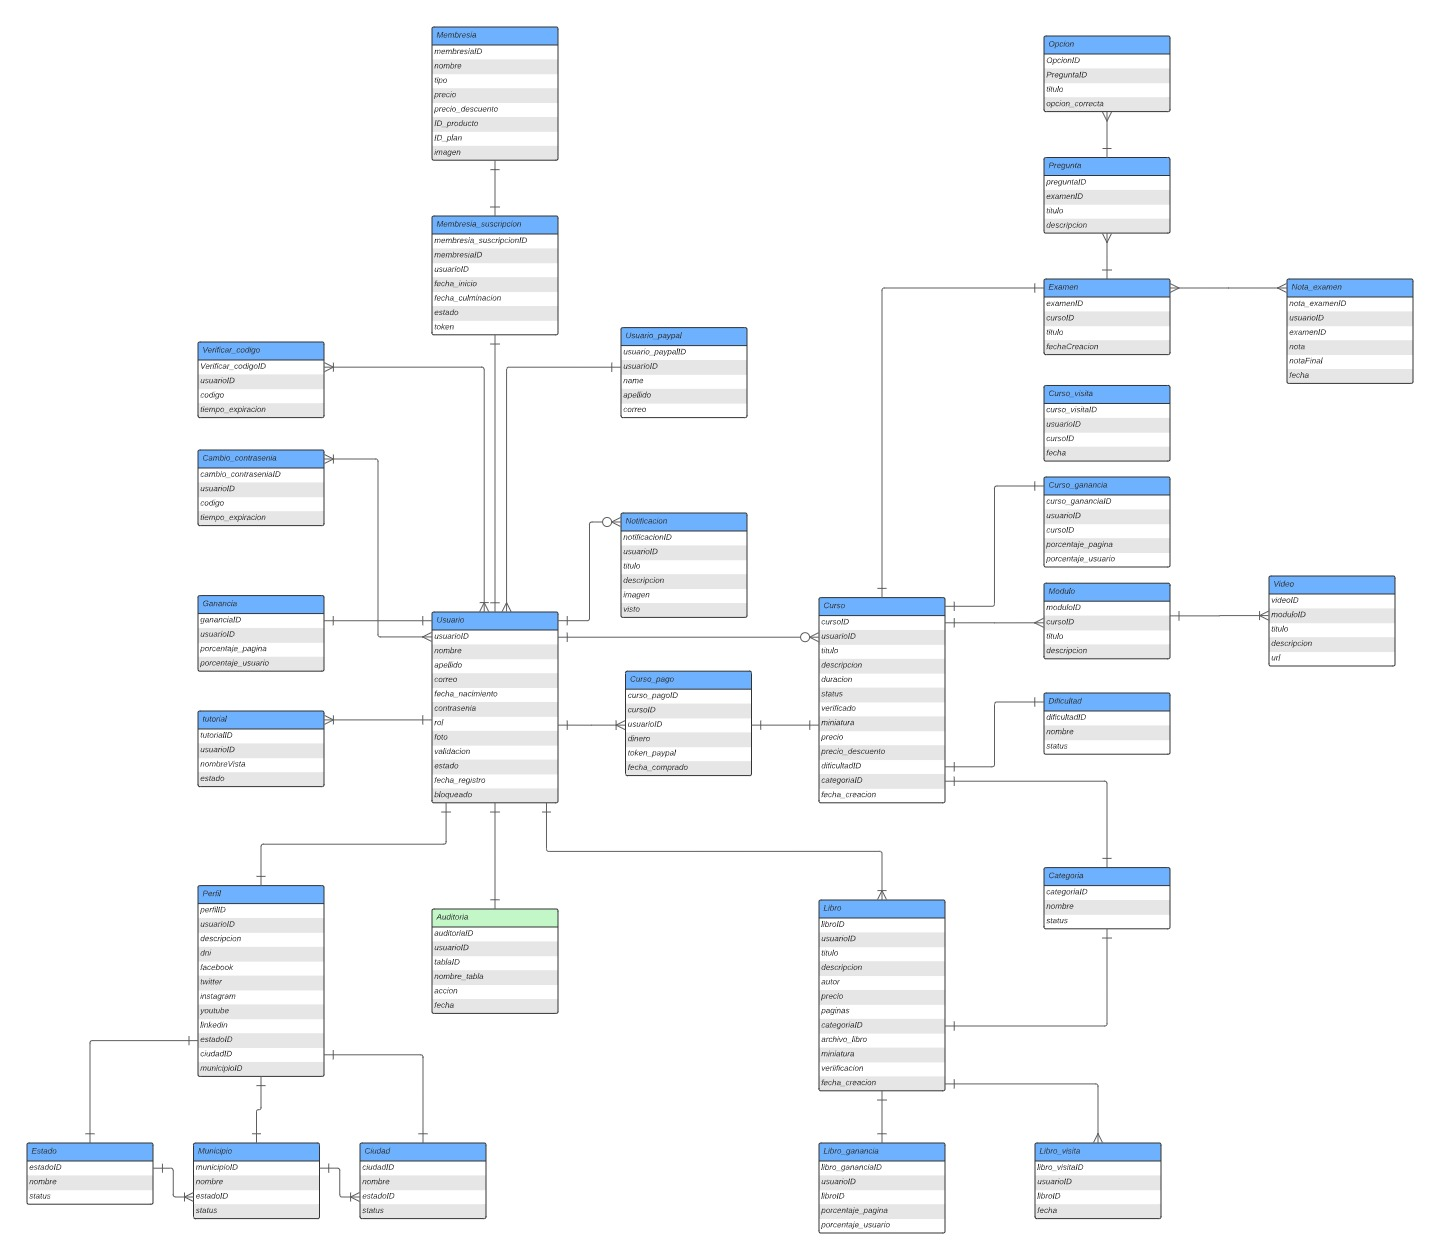 Membresia
membresiaID
nombre
tipo
precio
precio_descuento
ID_producto
ID_plan
imagen
Opcion
OpcionID
PreguntaID
titulo
opcion_correcta
Pregunta
preguntaID
examenID
titulo
descripcion
Membresia_suscripcion
membresia_suscripcionID
membresiaID
usuarioID
fecha_inicio
fecha_culminacion
estado
token
Examen
examenID
cursoID
titulo
fechaCreacion
Nota_examen
nota_examenID
usuarioID
examenID
nota
notaFinal
fecha
Verificar_codigo
Verificar_codigoID
usuarioID
codigo
tiempo_expiracion
Usuario_paypal
usuario_paypalID
usuarioID
name
apellido
correo
Curso_visita
curso_visitaID
usuarioID
cursoID
fecha
Cambio_contrasenia
cambio_contraseniaID
usuarioID
codigo
tiempo_expiracion
Curso_ganancia
curso_gananciaID
usuarioID
cursoID
porcentaje_pagina
porcentaje_usuario
Notificacion
notificacionID
usuarioID
titulo
descripcion
imagen
visto
Ganancia
gananciaID
usuarioID
porcentaje_pagina
porcentaje_usuario
Usuario
usuarioID
nombre
apellido
correo
fecha_nacimiento
contrasenia
rol
foto
validacion
estado
fecha_registro
bloqueado
Curso
cursoID
usuarioID
titulo
descripcion
duracion
status
verificado
miniatura
precio
precio_descuento
dificultadID
categoriaID
fecha_creacion
Modulo
moduloID
cursoID
titulo
descripcion
Video
videoID
moduloID
titulo
descripcion
url
Curso_pago
curso_pagoID
cursoID
usuarioID
dinero
token_paypal
fecha_comprado
Dificultad
dificultadID
nombre
status
tutorial
tutorialID
usuarioID
nombreVista
estado
Categoria
categoriaID
nombre
status
Perfil
perfilID
usuarioID
descripcion
dni
facebook
twitter
instagram
youtube
linkedin
estadoID
ciudadID
municipioID
Auditoria
auditoriaID
usuarioID
tablaID
nombre_tabla
accion
fecha
Libro
libroID
usuarioID
titulo
descripcion
autor
precio
paginas
categoriaID
archivo_libro
miniatura
veriificacion
fecha_creacion
Estado
estadoID
nombre
status
Municipio
municipioID
nombre
estadoID
status
Ciudad
ciudadID
nombre
estadoID
status
Libro_ganancia
libro_gananciaID
usuarioID
libroID
porcentaje_pagina
porcentaje_usuario
Libro_visita
libro_visitaID
usuarioID
libroID
fecha